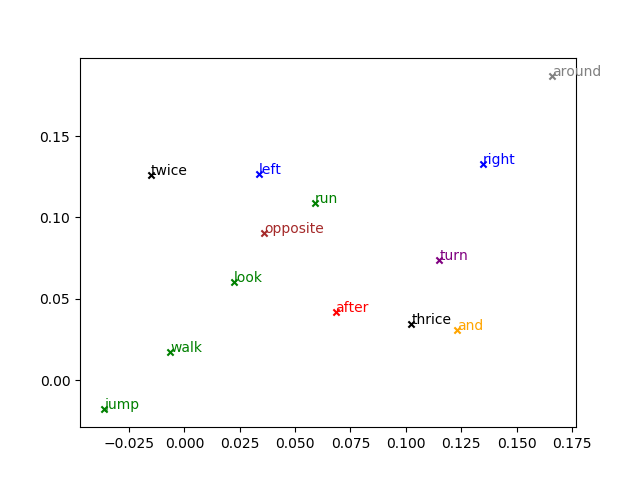 around
0.15
twice
left
right
run
0.10
opposite
turn
look
0.05
after
thrice
and
walk
0.00
jump
−0.025
0.000
0.025
0.050
0.075
0.100
0.125
0.150
0.175